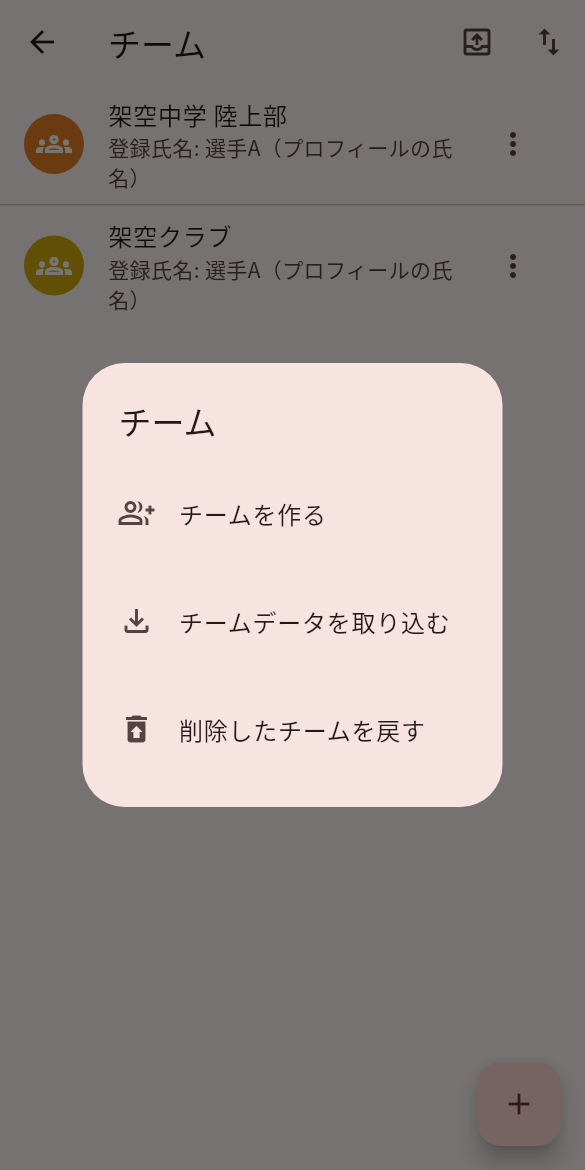 チーム
架空中学 陸上部
登録氏名: 選手A（プロフィールの氏
名）
架空クラブ
登録氏名: 選手A（プロフィールの氏
名）
チーム
チームを作る
チームデータを取り込む
削除したチームを戻す